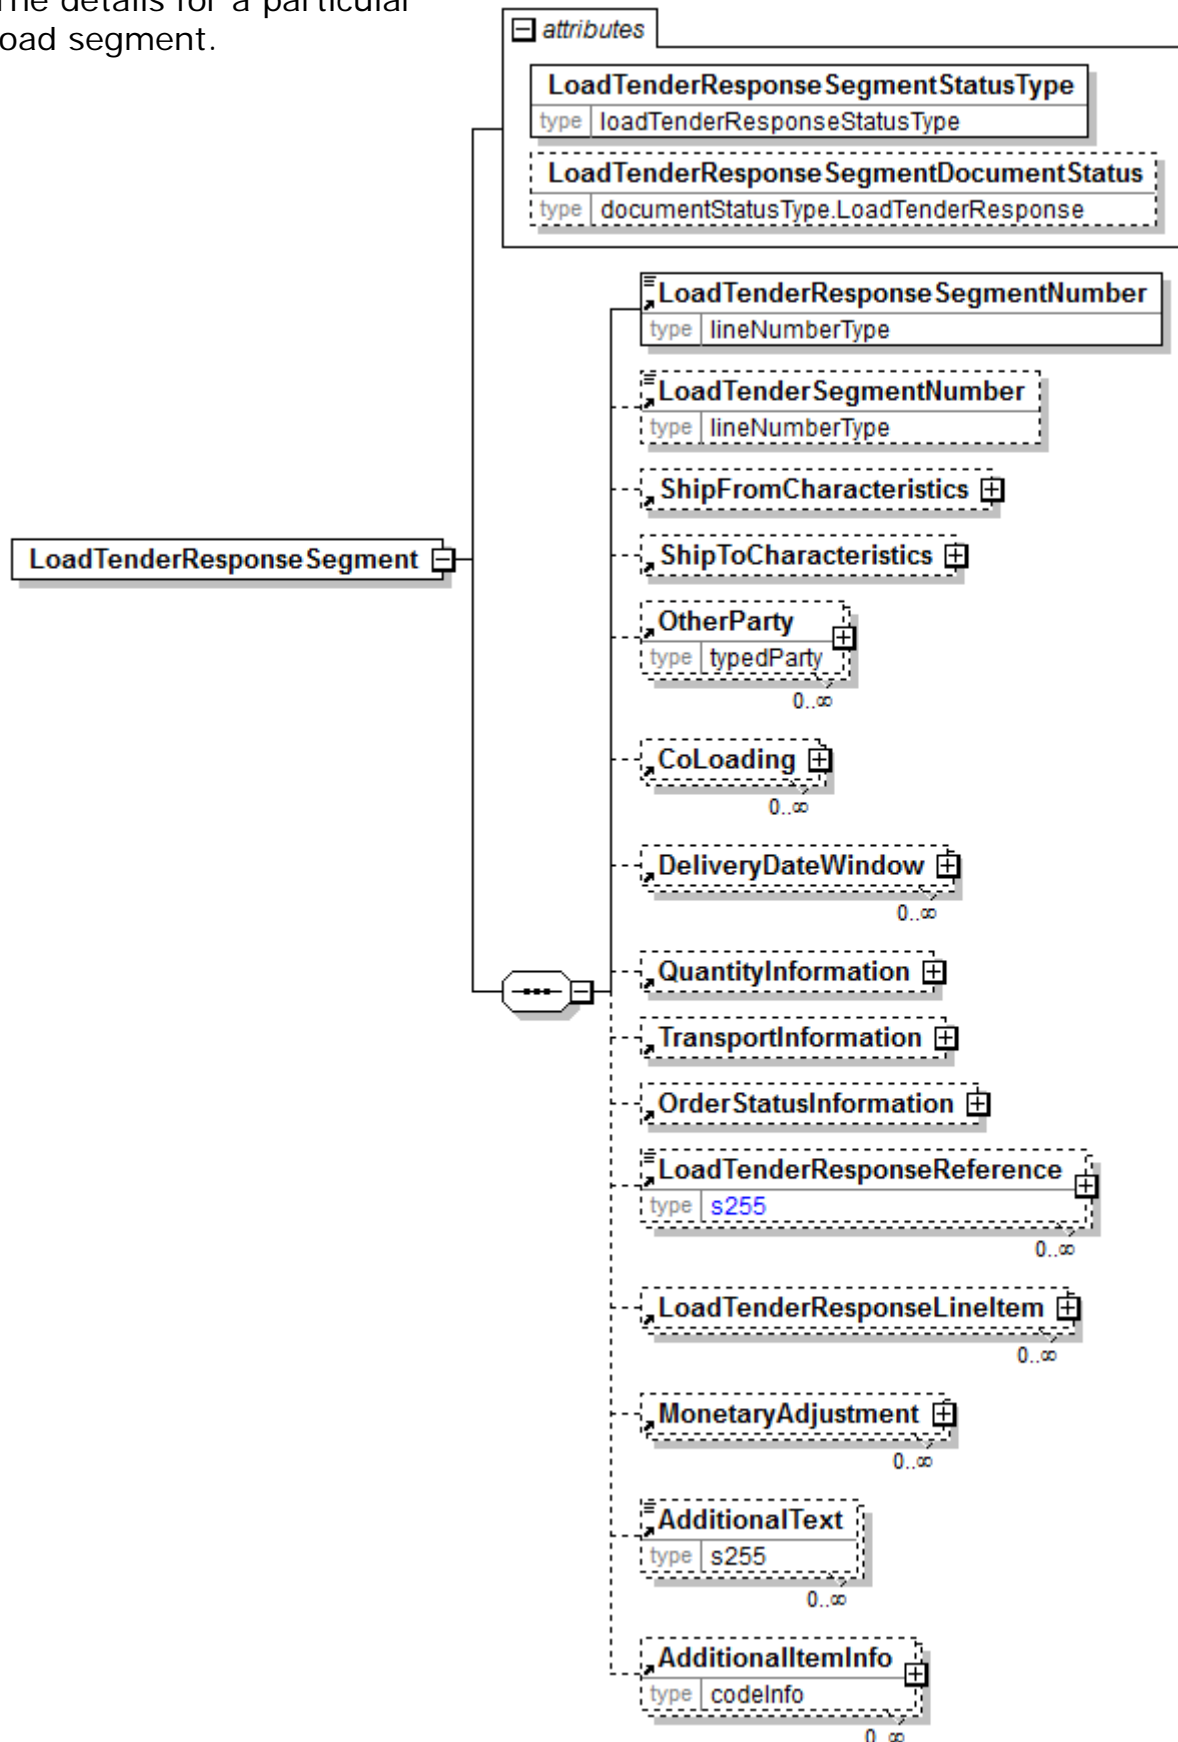 The details for a particular
load segment.
attributes
LoadTenderResponseSegmentStatusType
type loadTenderResponseStatusType
LoadTenderResponseSegmentDocumentStatus
type documentStatusType.LoadTenderResponse
LoadTenderResponseSegmentNumber
type lineNumberType
LoadTenderSegmentNumber
type lineNumberType
ShipFromCharacteristics
LoadTenderResponseSegment
ShipToCharacteristics
OtherParty
type typedParty
0..∞
CoLoading
0..∞
DeliveryDateWindow
0..∞
QuantityInformation
TransportInformation
OrderStatusInformation
LoadTenderResponseReference
type s255
0..∞
LoadTenderResponseLineItem
0..∞
MonetaryAdjustment
0..∞
AdditionalText
type s255
0..∞
AdditionalItemInfo
type codeInfo
0..∞